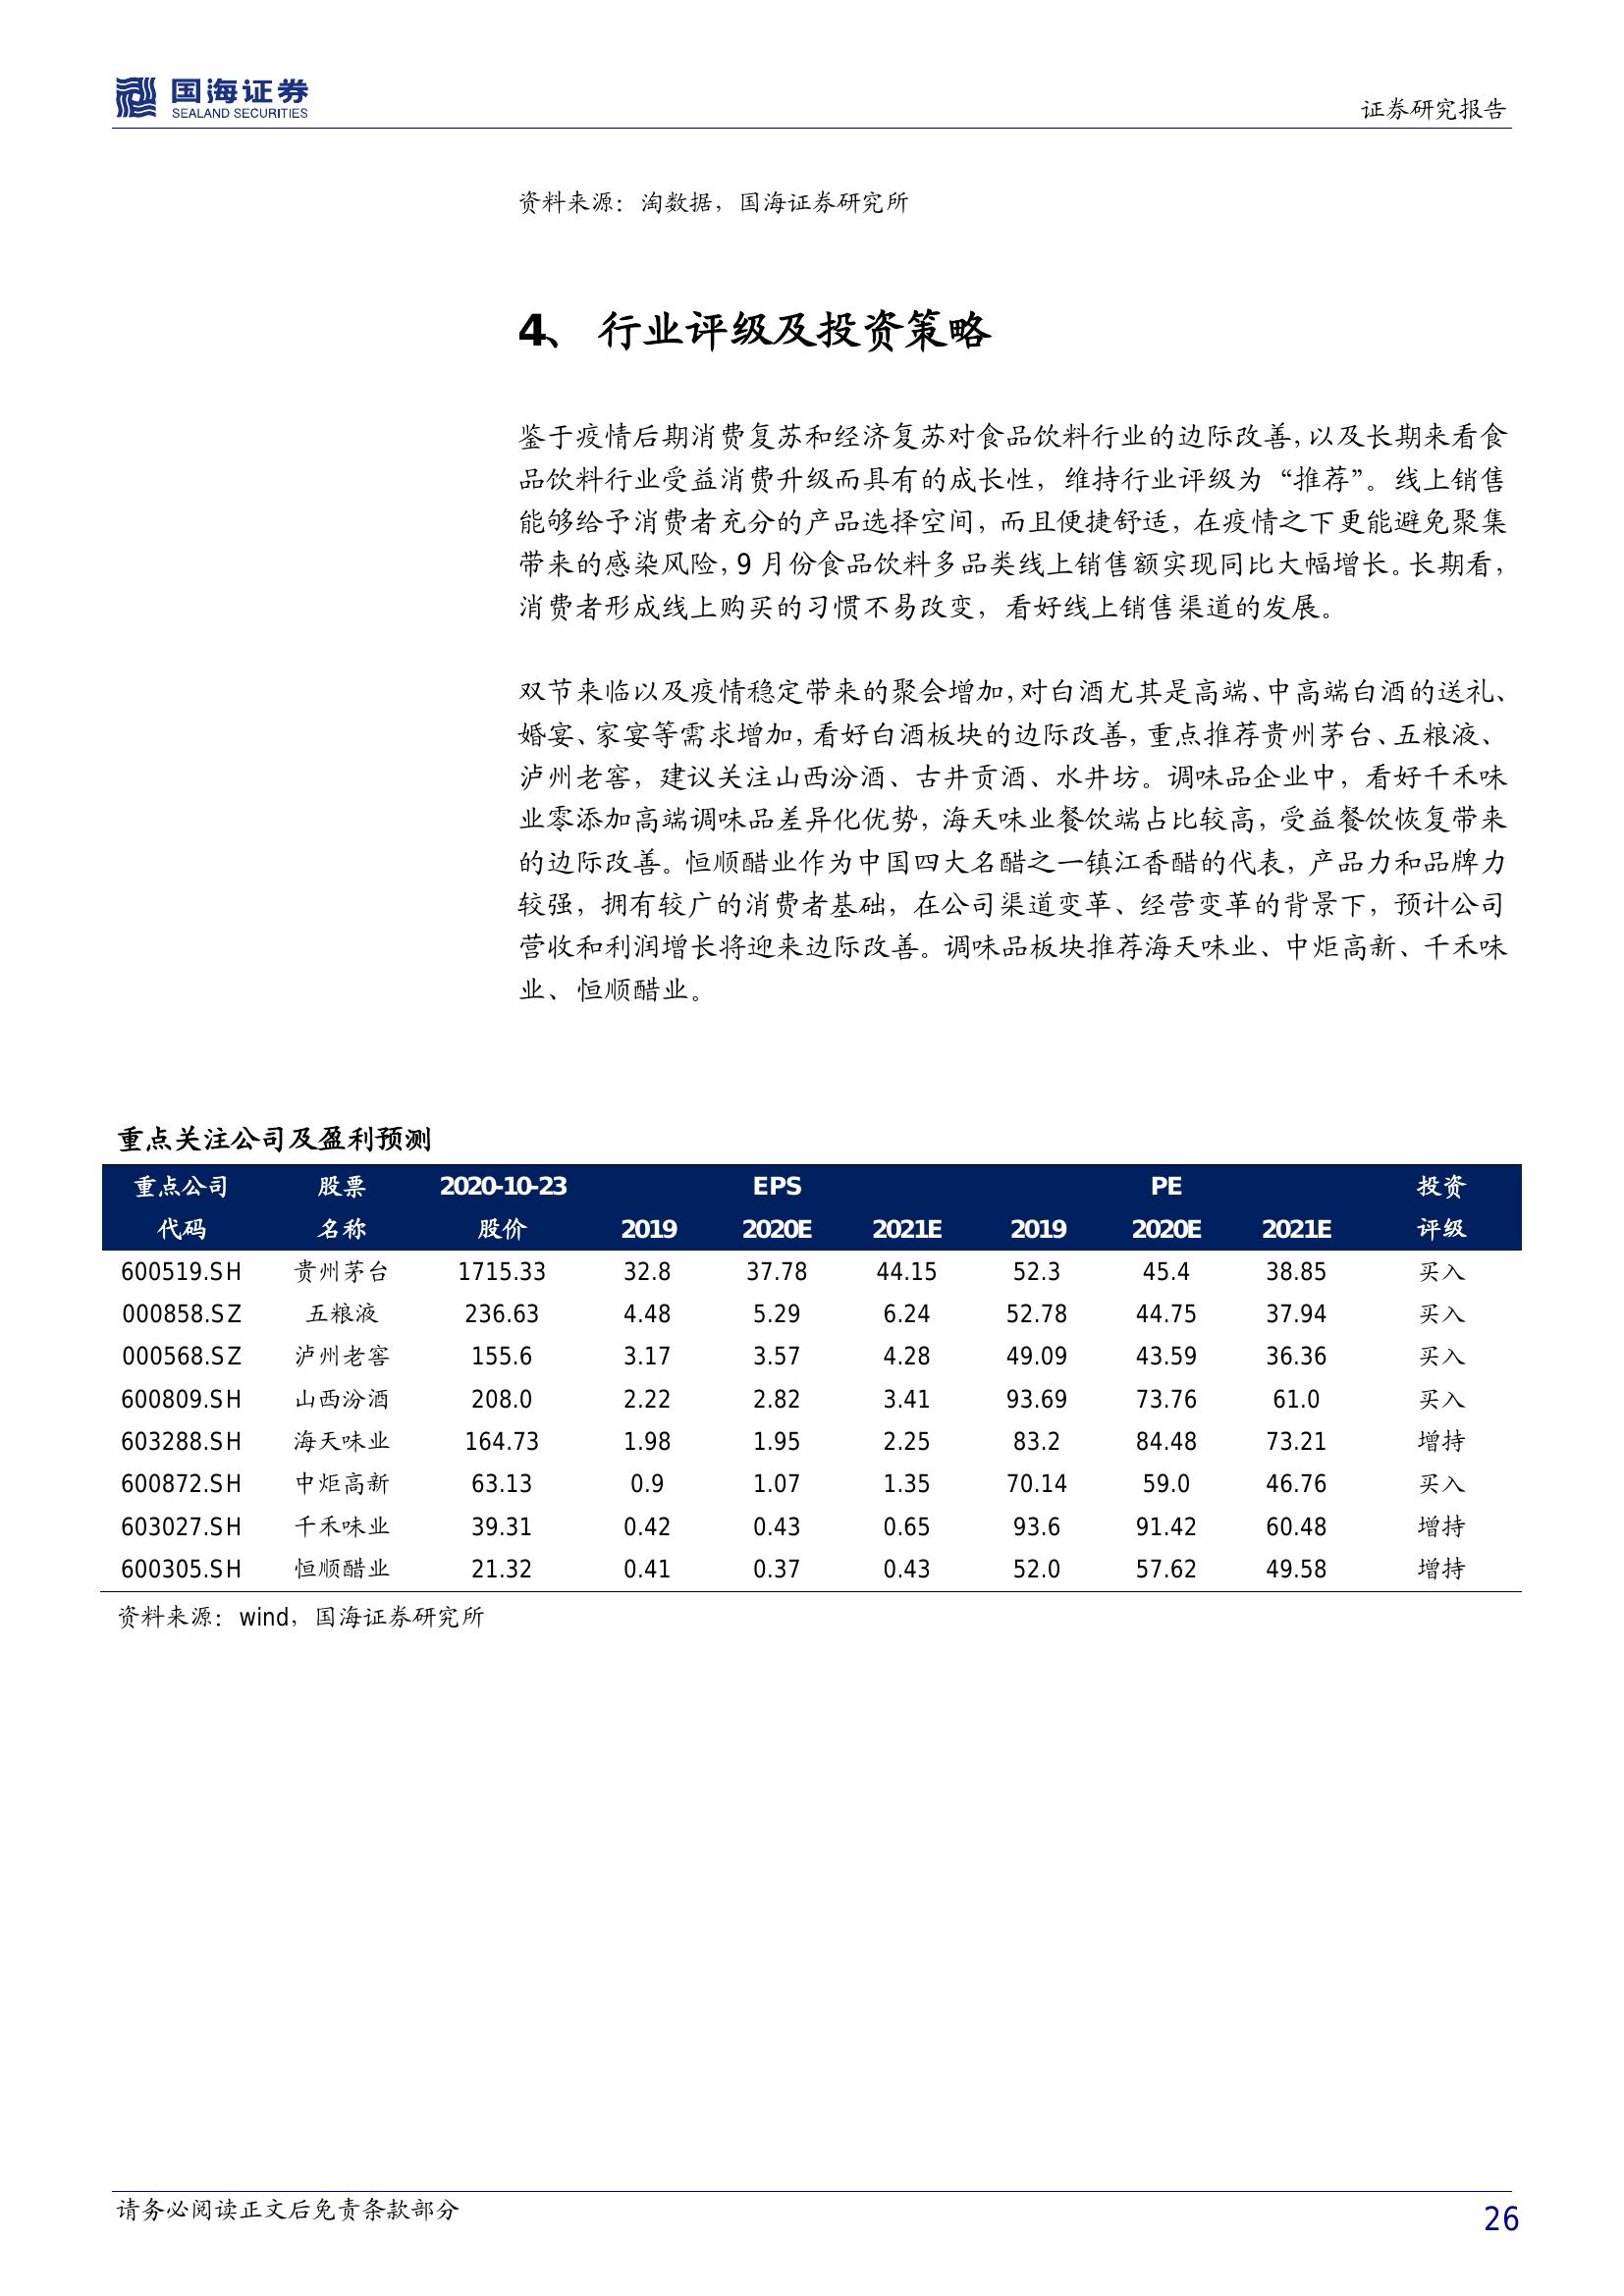 国海证券
SEALAND SECURITIES
证券研究报告
资料来源：淘数据，国海证券研究所
4、 行业评级及投资策略
鉴于疫情后期消费复苏和经济复苏对食品饮料行业的边际改善，以及长期来看食
品饮料行业受益消费升级而具有的成长性，维持行业评级为“推荐”。线上销售
能够给予消费者充分的产品选择空间，而且便捷舒适，在疫情之下更能避免聚集
带来的感染风险，9 月份食品饮料多品类线上销售额实现同比大幅增长。长期看，
消费者形成线上购买的习惯不易改变，看好线上销售渠道的发展。
双节来临以及疫情稳定带来的聚会增加，对白酒尤其是高端、中高端白酒的送礼、
婚宴、家宴等需求增加，看好白酒板块的边际改善，重点推荐贵州茅台、五粮液、
泸州老窖，建议关注山西汾酒、古井贡酒、水井坊。调味品企业中，看好千禾味
业零添加高端调味品差异化优势，海天味业餐饮端占比较高，受益餐饮恢复带来
的边际改善。恒顺醋业作为中国四大名醋之一镇江香醋的代表，产品力和品牌力
较强，拥有较广的消费者基础，在公司渠道变革、经营变革的背景下，预计公司
营收和利润增长将迎来边际改善。调味品板块推荐海天味业、中炬高新、千禾味
业、恒顺醋业。
重点关注公司及盈利预测
重点公司 股票 2020-10-23 EPS PE 投资
代码 名称 股价 2019 2020E 2021E 2019 2020E 2021E 评级
600519.SH 贵州茅台 1715.33 32.8 37.78 44.15 52.3 45.4 38.85 买入
000858.SZ 五粮液 236.63 4.48 5.29 6.24 52.78 44.75 37.94 买入
000568.SZ 泸州老窖 155.6 3.17 3.57 4.28 49.09 43.59 36.36 买入
600809.SH 山西汾酒 208.0 2.22 2.82 3.41 93.69 73.76 61.0 买入
603288.SH 海天味业 164.73 1.98 1.95 2.25 83.2 84.48 73.21 增持
600872.SH 中炬高新 63.13 0.9 1.07 1.35 70.14 59.0 46.76 买入
603027.SH 千禾味业 39.31 0.42 0.43 0.65 93.6 91.42 60.48 增持
600305.SH 恒顺醋业 21.32 0.41 0.37 0.43 52.0 57.62 49.58 增持
资料来源：wind，国海证券研究所
请务必阅读正文后免责条款部分
26